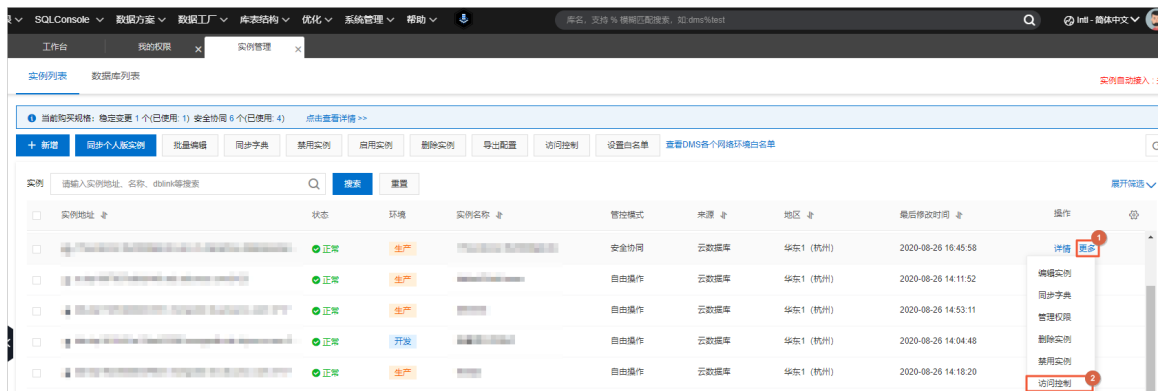 SQLConsole 数据方案 数据工厂 库表结构 优化 系统管理 帮助 库名，支持 % 模糊匹配搜索，如:dms%test Intl - 简体中文
工作台 我的权限 实例管理
实例列表 数据库列表 实例自动接入：
当前购买规格：稳定变更 1 个(已使用: 1) 安全协同 6 个(已使用: 4) 点击查看详情 >>
+ 新增 同步个人版实例 批量编辑 同步字典 禁用实例 启用实例 删除实例 导出配置 访问控制 设置白名单 查看DMS各个网络环境白名单
实例 请输入实例地址、名称、dblink等搜索 搜索 重置 展开筛选
实例地址 状态 环境 实例名称 管控模式 来源 地区 最后修改时间 操作
1
正常 生产 安全协同 云数据库 华东1（杭州） 2020-08-26 16:45:58 详情 更多
编辑实例
正常 生产 自由操作 云数据库 华东1（杭州） 2020-08-26 14:11:52
同步字典
正常 生产 自由操作 云数据库 华东1（杭州） 2020-08-26 14:53:11
管理权限
正常 开发 自由操作 云数据库 华东1（杭州） 2020-08-26 14:04:48
删除实例
禁用实例
正常 生产 自由操作 云数据库 华东1（杭州） 2020-08-26 14:18:20
访问控制 2